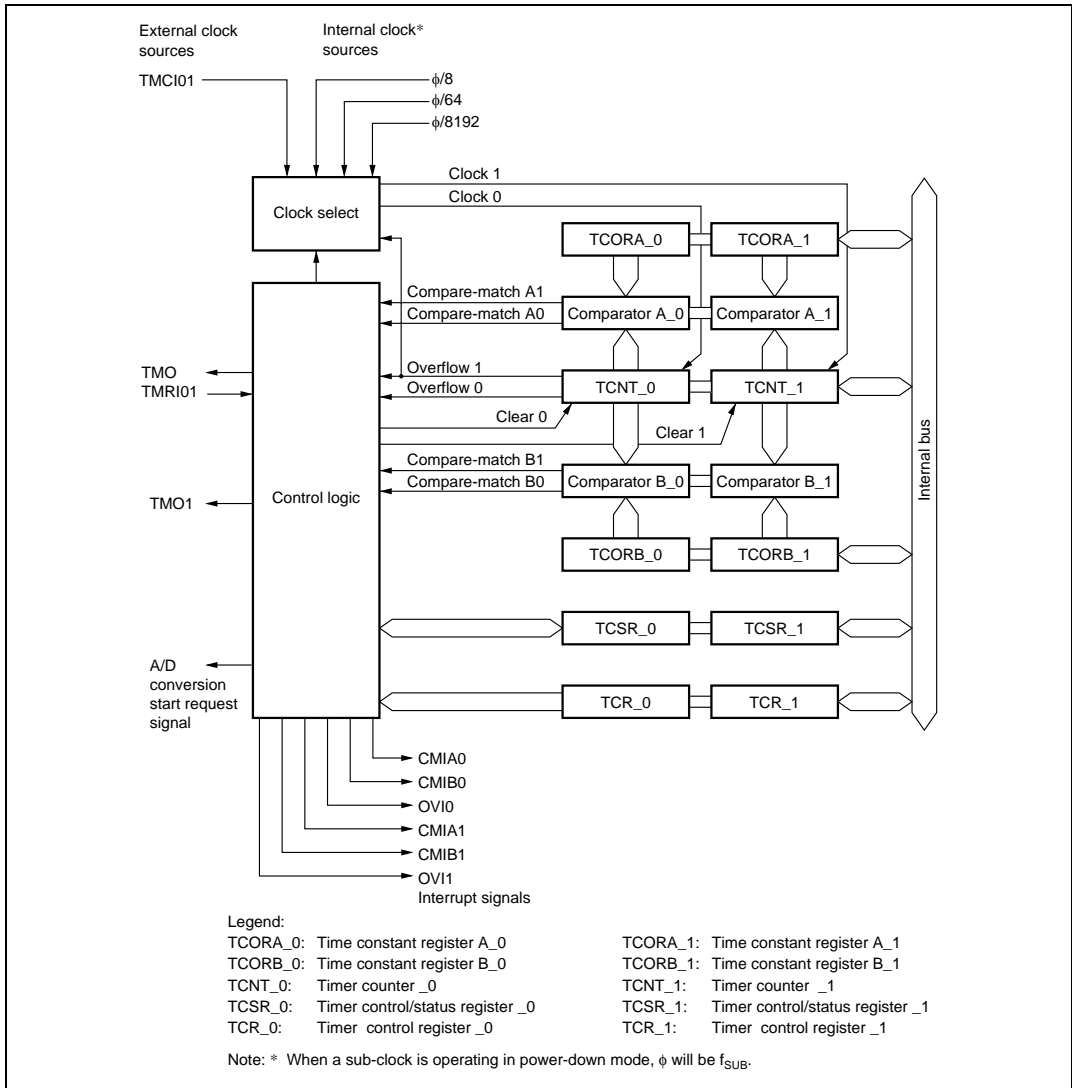 External clock
sources
Internal clock*
sources
TMCI01
ϕ/8
ϕ/64
ϕ/8192
Clock 1
Clock 0
Clock select
TCORA_0
TCORA_1
Compare-match A1
Compare-match A0
Comparator A_0
Comparator A_1
TMO
TMRI01
Overflow 1
Overflow 0
TCNT_0
TCNT_1
Clear 0
Clear 1
Internal bus
Compare-match B1
Compare-match B0
Comparator B_0
Comparator B_1
Control logic
TMO1
TCORB_0
TCORB_1
TCSR_0
TCSR_1
A/D
conversion
start request
signal
TCR_0
TCR_1
CMIA0
CMIB0
OVI0
CMIA1
CMIB1
OVI1
Interrupt signals
Legend:
TCORA_0: Time constant register A_0
TCORB_0: Time constant register B_0
TCNT_0: Timer counter _0
TCSR_0: Timer control/status register _0
TCR_0: Timer control register _0
TCORA_1: Time constant register A_1
TCORB_1: Time constant register B_1
TCNT_1: Timer counter _1
TCSR_1: Timer control/status register _1
TCR_1: Timer control register _1
Note: * When a sub-clock is operating in power-down mode, ϕ will be fSUB.